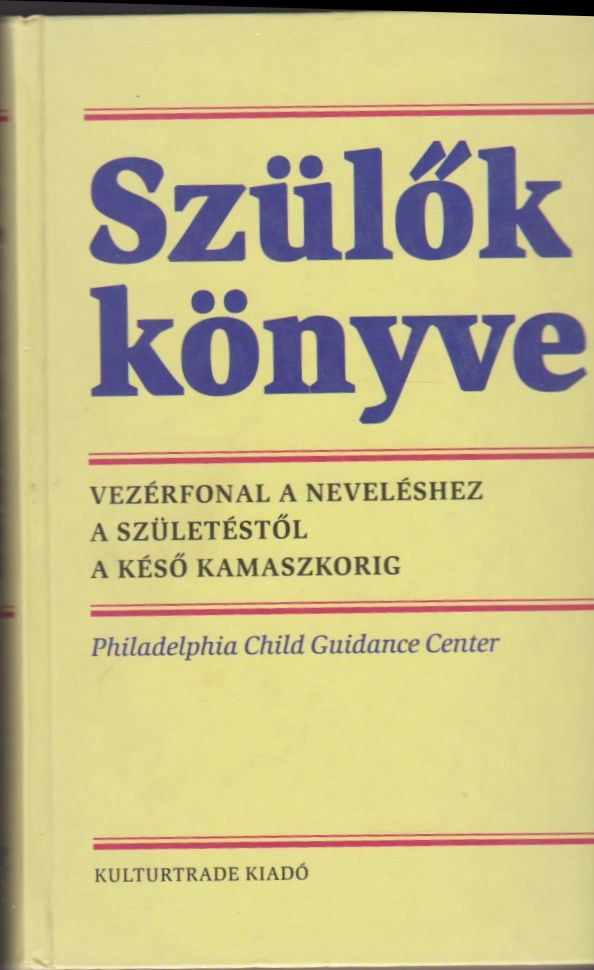 Szülők
könyve
VEZÉRFONAL A NEVELÉSHEZ
A SZÜLETÉSTŐL
A KÉSŐ KAMASZKORIG
Philadelphia Child Guidance Center
KULTURTRADE KIADÓ